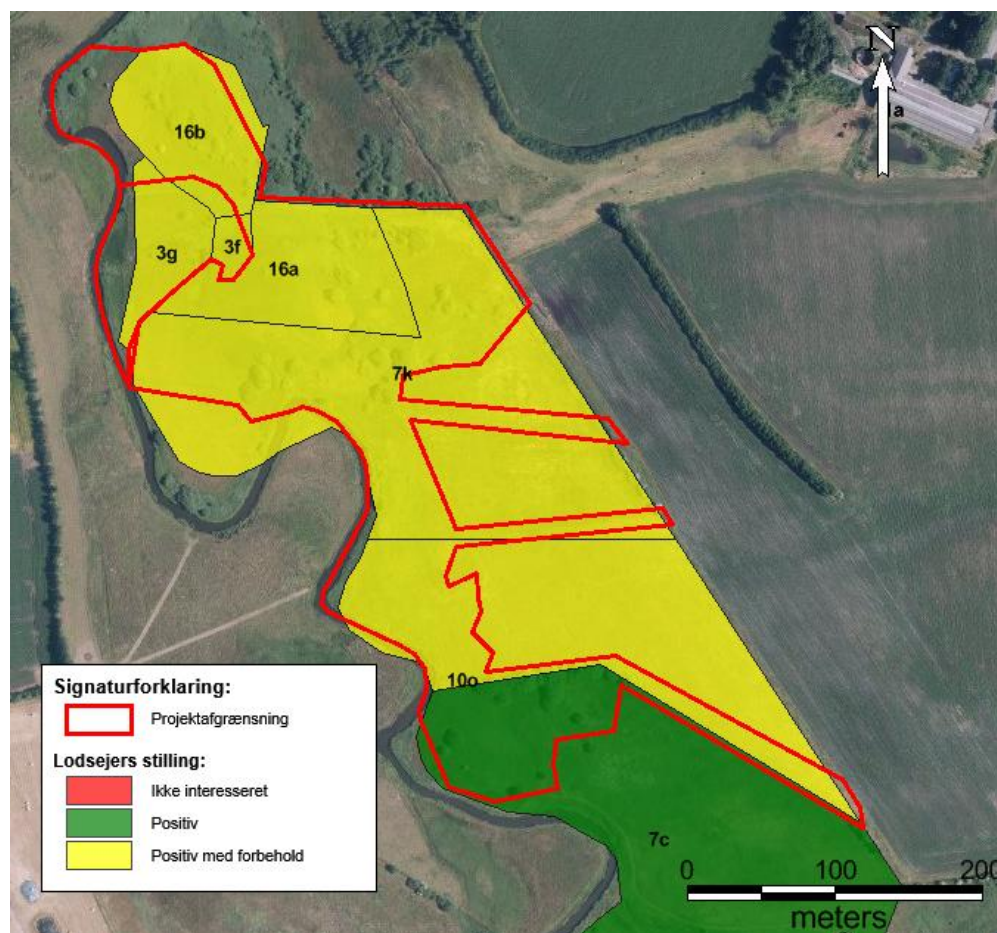 N
a
16b
3g
3f
16a
7k
10o
7c
Signaturforklaring:
Projektafgrænsning
Lodsejers stilling:
Ikke interesseret
Positiv
Positiv med forbehold
0 100 200
meters